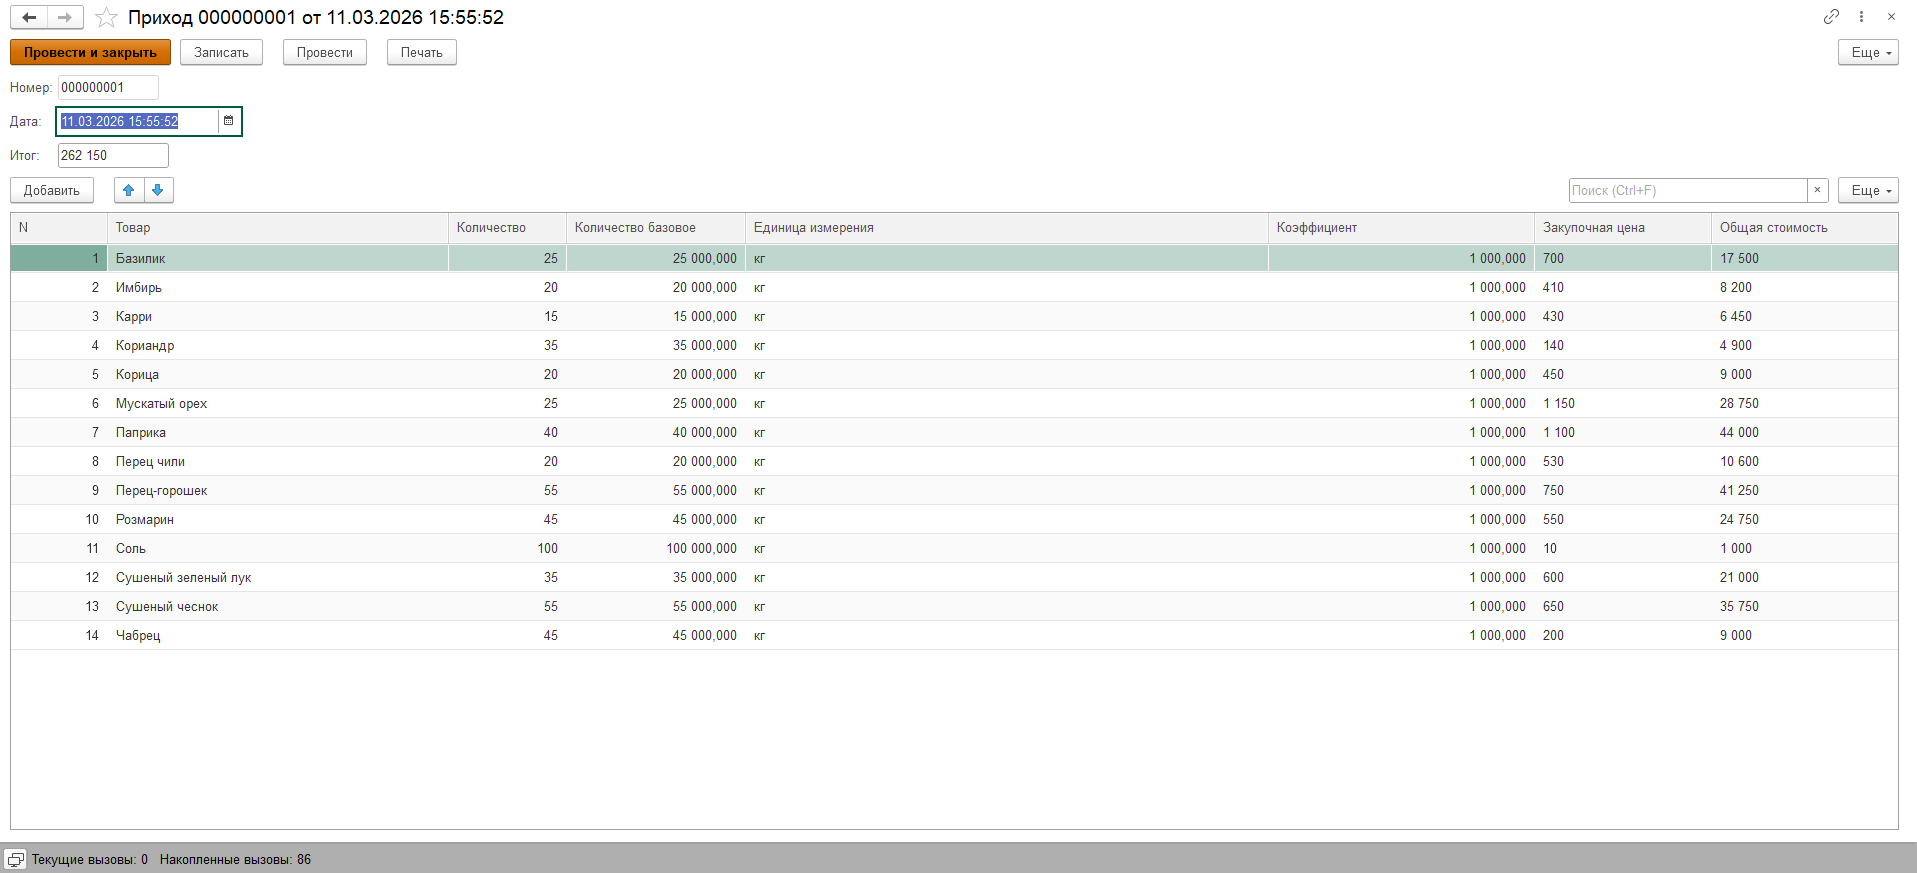 Приход 000000001 от 11.03.2026 15:55:52
Провести и закрыть Записать Провести Печать Еще
Номер: 000000001
Дата: 11.03.2026 15:55:52
Итог: 262 150
Добавить Поиск (Ctrl+F) × Еще
N Товар Количество Количество базовое Единица измерения Коэффициент Закупочная цена Общая стоимость
1 Базилик 25 25 000,000 кг 1 000,000 700 17 500
2 Имбирь 20 20 000,000 кг 1 000,000 410 8 200
3 Карри 15 15 000,000 кг 1 000,000 430 6 450
4 Кориандр 35 35 000,000 кг 1 000,000 140 4 900
5 Корица 20 20 000,000 кг 1 000,000 450 9 000
6 Мускатый орех 25 25 000,000 кг 1 000,000 1 150 28 750
7 Паприка 40 40 000,000 кг 1 000,000 1 100 44 000
8 Перец чили 20 20 000,000 кг 1 000,000 530 10 600
9 Перец-горошек 55 55 000,000 кг 1 000,000 750 41 250
10 Розмарин 45 45 000,000 кг 1 000,000 550 24 750
11 Соль 100 100 000,000 кг 1 000,000 10 1 000
12 Сушеный зеленый лук 35 35 000,000 кг 1 000,000 600 21 000
13 Сушеный чеснок 55 55 000,000 кг 1 000,000 650 35 750
14 Чабрец 45 45 000,000 кг 1 000,000 200 9 000
Текущие вызовы: 0 Накопленные вызовы: 86